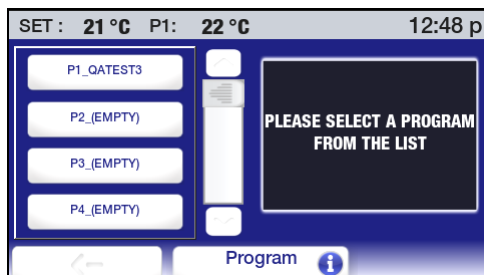 SET : 21 °C P1: 22 °C 12:48 p
P1_QATEST3
P2_(EMPTY)
P3_(EMPTY)
P4_(EMPTY)
PLEASE SELECT A PROGRAM
FROM THE LIST
Program i